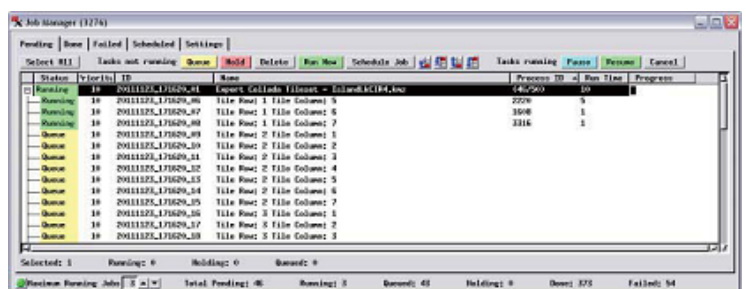 Job Manager (3276)
Pending Done Failed Scheduled Settings
Select All Tasks not running Queue Hold Delete Run Now Schedule Job Tasks running Pause Resume Cancel
Status Priority ID Name Process ID Run Time Progress
Running 10 20111123_171620_01 Export Collada Tileset - (46/50) 10
Running 10 20111123_171620_06 Tile Row: 1 Tile Column: 5 2220 5
Running 10 20111123_171620_07 Tile Row: 1 Tile Column: 6 1
Running 10 20111123_171620_08 Tile Row: 1 Tile Column: 7 3316 1
Queue 10 20111123_171620_09 Tile Row: 2 Tile Column: 1
Queue 10 20111123_171620_10 Tile Row: 2 Tile Column: 2
Queue 10 20111123_171620_11 Tile Row: 2 Tile Column: 3
Queue 10 20111123_171620_12 Tile Row: 2 Tile Column: 4
Queue 10 20111123_171620_13 Tile Row: 2 Tile Column: 5
Queue 10 20111123_171620_14 Tile Row: 2 Tile Column: 6
Queue 10 20111123_171620_15 Tile Row: 2 Tile Column: 7
Queue 10 20111123_171620_16 Tile Row: 3 Tile Column: 1
Queue 10 20111123_171620_17 Tile Row: 3 Tile Column: 2
Queue 10 20111123_171620_18 Tile Row: 3 Tile Column: 3
Selected: 1 Running: 0 Holding: 0 Queued: 0
Maximum Running Jobs 3 Total Pending: 46 Running: 3 Queued: 43 Holding: 0 Done: 373 Failed: 54